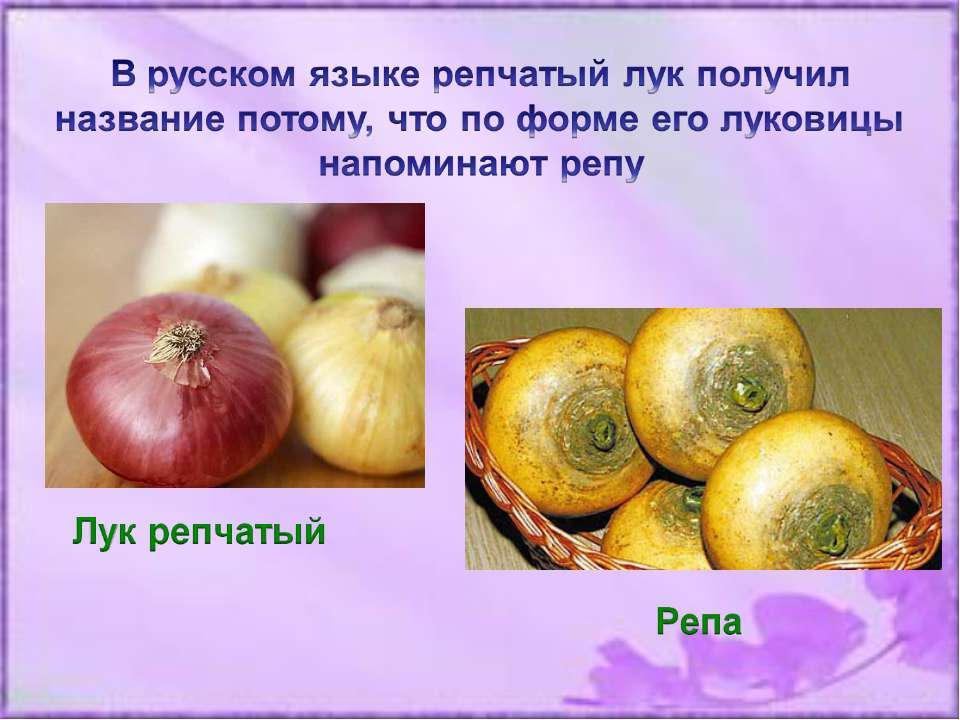 В русском языке репчатый лук получил
название потому, что по форме его луковицы
напоминают репу
Лук репчатый
Репа